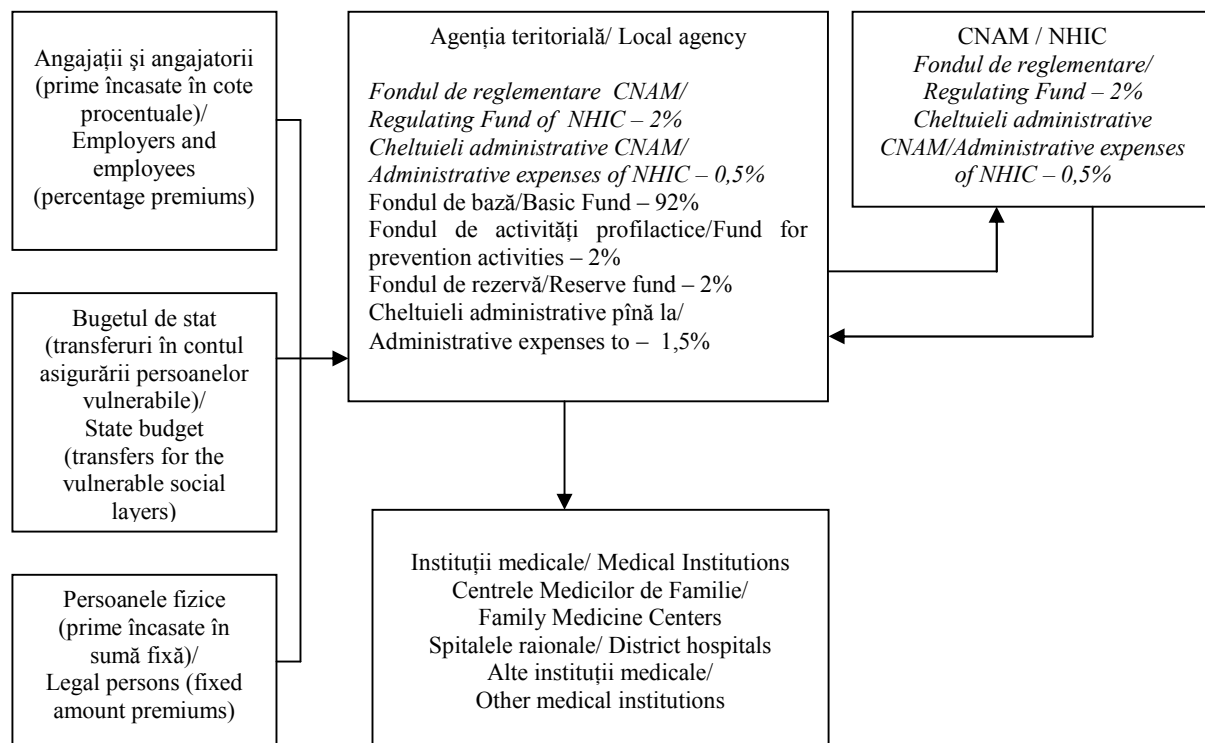 Angajații şi angajatorii
(prime încasate în cote
procentuale)/
Employers and
employees
(percentage premiums)
Bugetul de stat
(transferuri în contul
asigurării persoanelor
vulnerabile)/
State budget
(transfers for the
vulnerable social
layers)
Persoanele fizice
(prime încasate în
sumă fixă)/
Legal persons (fixed
amount premiums)
Agenția teritorială/ Local agency
Fondul de reglementare CNAM/
Regulating Fund of NHIC – 2%
Cheltuieli administrative CNAM/
Administrative expenses of NHIC – 0,5%
Fondul de bază/Basic Fund – 92%
Fondul de activități profilactice/Fund for
prevention activities – 2%
Fondul de rezervă/Reserve fund – 2%
Cheltuieli administrative pînă la/
Administrative expenses to – 1,5%
CNAM / NHIC
Fondul de reglementare/
Regulating Fund – 2%
Cheltuieli administrative
CNAM/Administrative expenses
of NHIC – 0,5%
Instituții medicale/ Medical Institutions
Centrele Medicilor de Familie/
Family Medicine Centers
Spitalele raionale/ District hospitals
Alte instituții medicale/
Other medical institutions